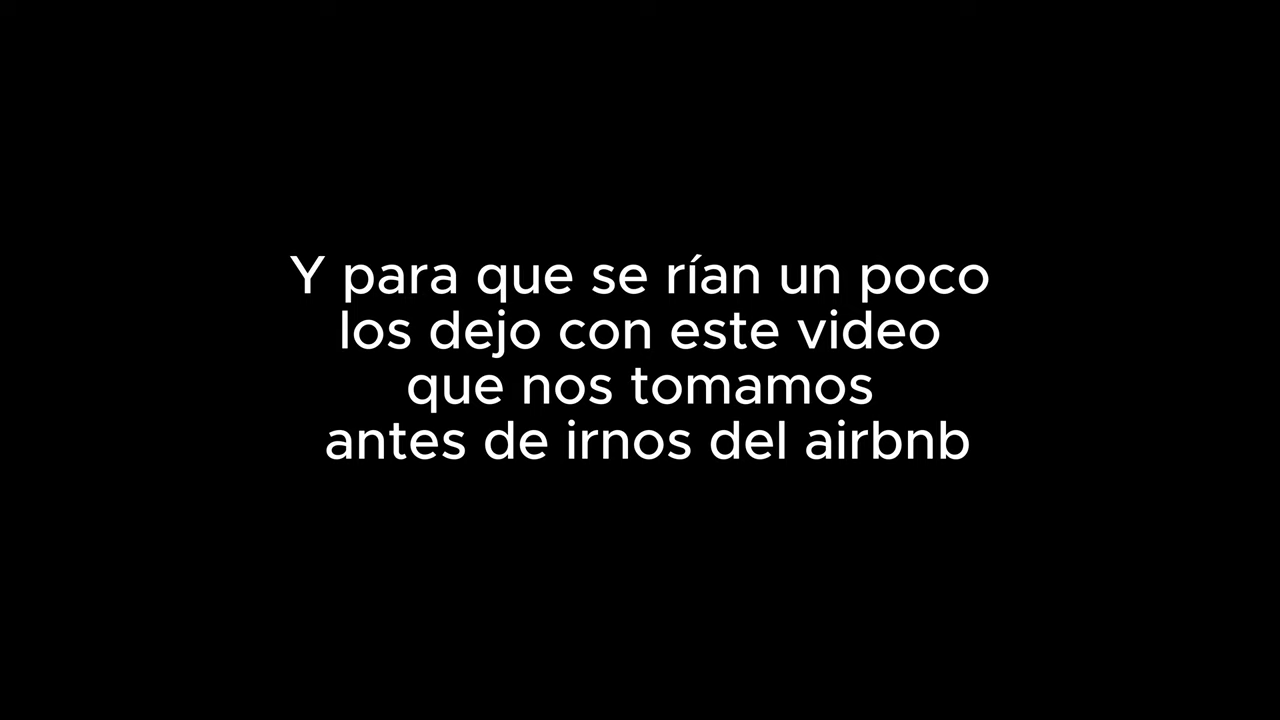 Y para que se rían un poco
los dejo con este video
que nos tomamos
antes de irnos del airbnb